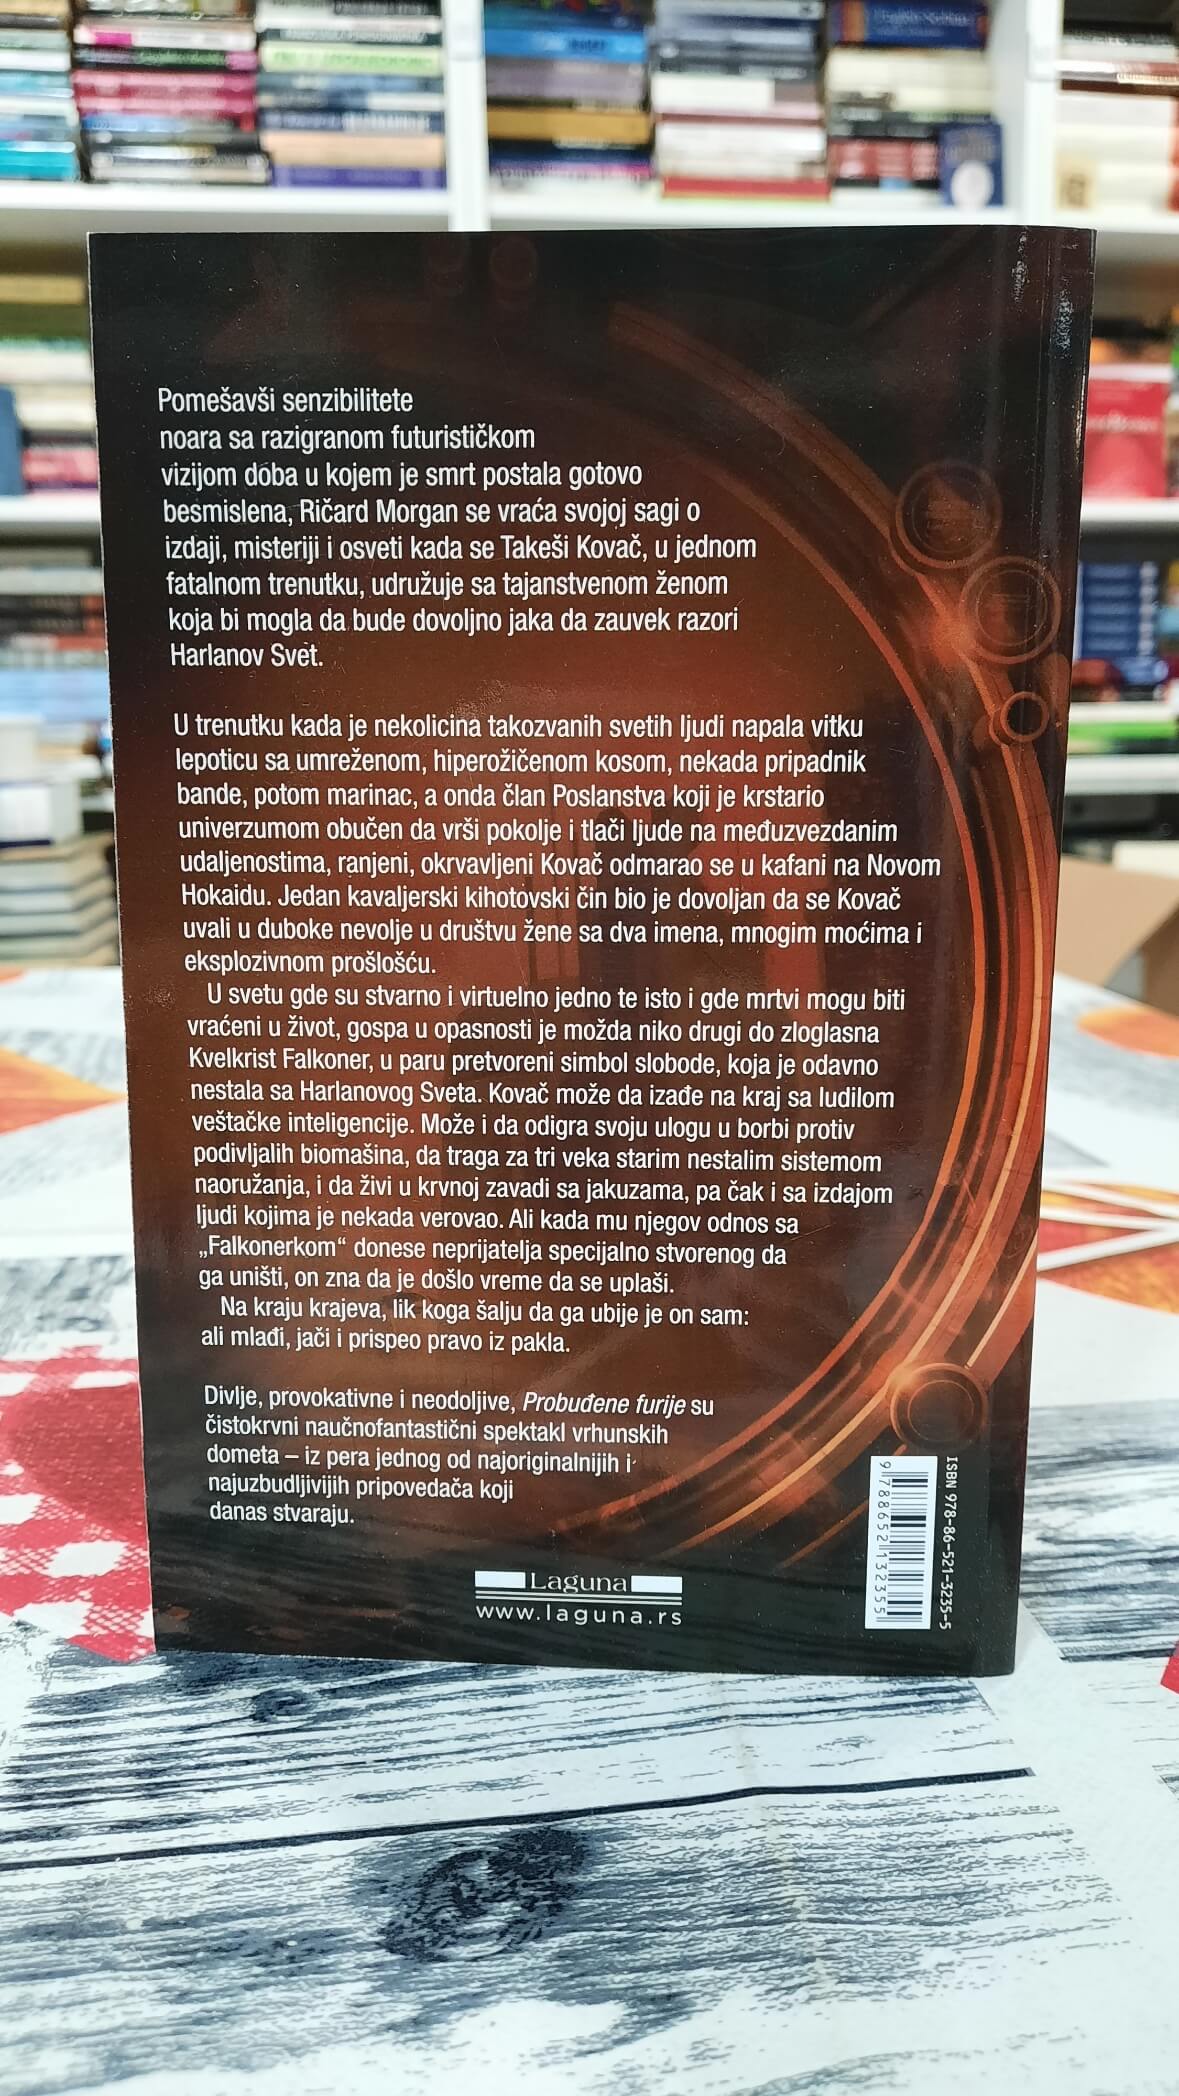 Pomešavši senzibilitete
noara sa razigranom futurističkom
vizijom doba u kojem je smrt postala gotovo
besmislena, Ričard Morgan se vraća svojoj sagi o
izdaji, misteriji i osveti kada se Takeši Kovač, u jednom
fatalnom trenutku, udružuje sa tajanstvenom ženom
koja bi mogla da bude dovoljno jaka da zauvek razori
Harlanov Svet.
U trenutku kada je nekolicina takozvanih svetih ljudi napala vitku
lepoticu sa umreženom, hiperožičenom kosom, nekada pripadnik
bande, potom marinac, a onda član Poslanstva koji je krstario
univerzumom obučen da vrši pokolje i tlači ljude na međuzvezdanim
udaljenostima, ranjeni, okrvavljeni Kovač odmarao se u kafani na Novom
Hokaidu. Jedan kavaljerski kihotovski čin bio je dovoljan da se Kovač
uvali u duboke nevolje u društvu žene sa dva imena, mnogim moćima i
eksplozivnom prošlošću.
U svetu gde su stvarno i virtuelno jedno te isto i gde mrtvi mogu biti
vraćeni u život, gospa u opasnosti je možda niko drugi do zloglasna
Kvelkrist Falkoner, u paru pretvoreni simbol slobode, koja je odavno
nestala sa Harlanovog Sveta. Kovač može da izađe na kraj sa ludilom
veštačke inteligencije. Može i da odigra svoju ulogu u borbi protiv
podivljalih biomašina, da traga za tri veka starim nestalim sistemom
naoružanja, i da živi u krvnoj zavadi sa jakuzama, pa čak i sa izdajom
ljudi kojima je nekada verovao. Ali kada mu njegov odnos sa
„Falkonerkom“ donese neprijatelja specijalno stvorenog da
ga uništi, on zna da je došlo vreme da se uplaši.
Na kraju krajeva, lik koga šalju da ga ubije je on sam:
ali mlađi, jači i prispeo pravo iz pakla.
Divlje, provokativne i neodoljive, Probuđene furije su
čistokrvni naučnofantastični spektakl vrhunskih
dometa – iz pera jednog od najoriginalnijih i
najuzbudljivijih pripovedača koji
danas stvaraju.
Laguna
www.laguna.rs
ISBN 978-86-521-3235-5
9 788652 132355